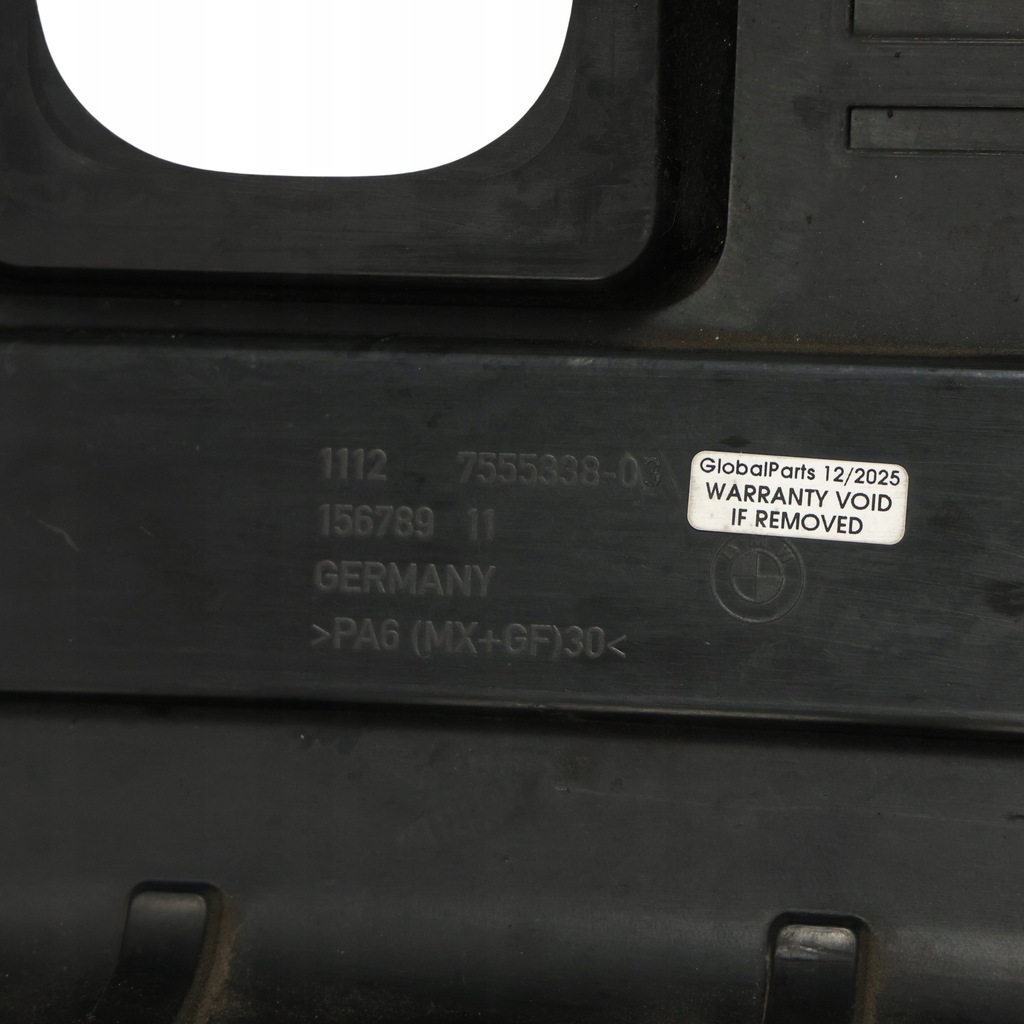 1112 7555338-03
GlobalParts 12/2025
WARRANTY VOID
IF REMOVED
156789 11
GERMANY
>PA6 (MX+GF)30<